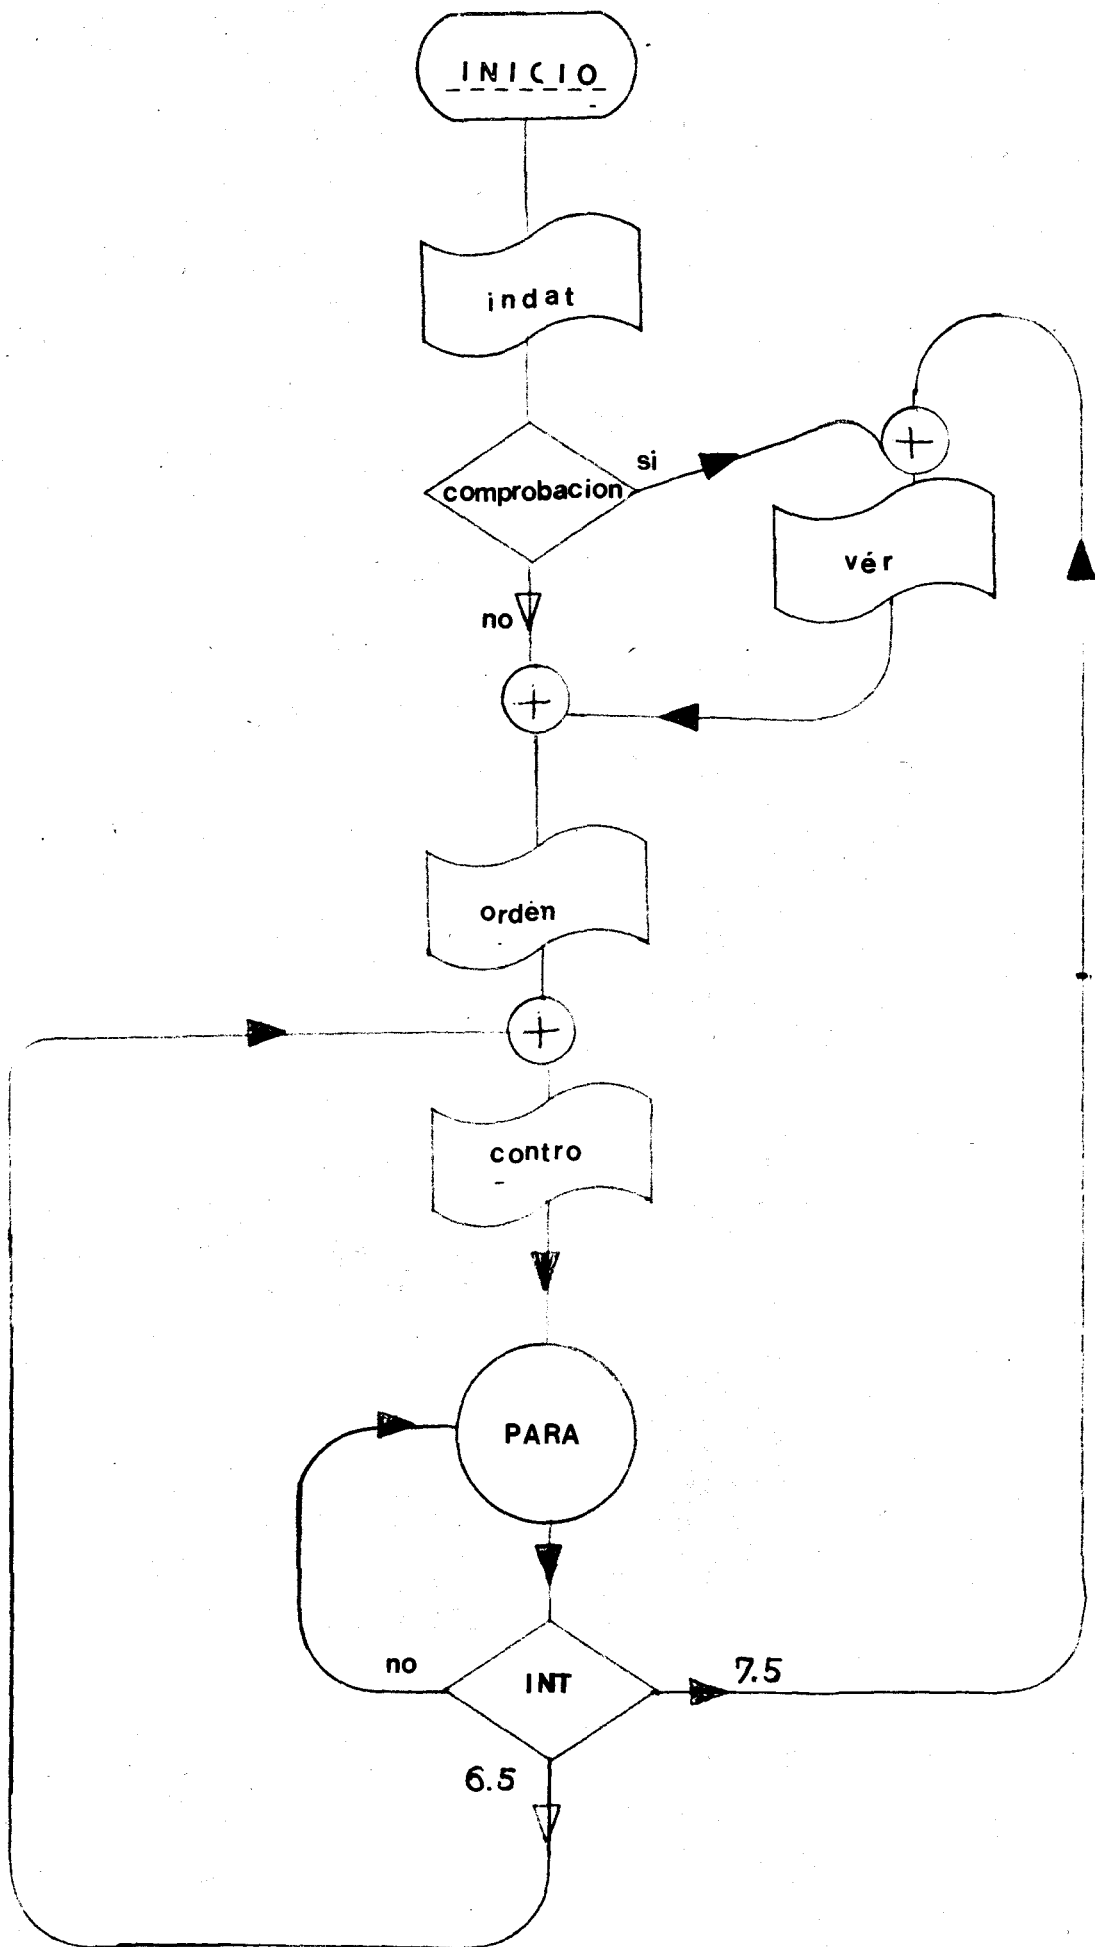 INICIO
indat
comprobacion
si
+
vér
no
+
ordén
+
contro
PARA
no
INT
7.5
6.5